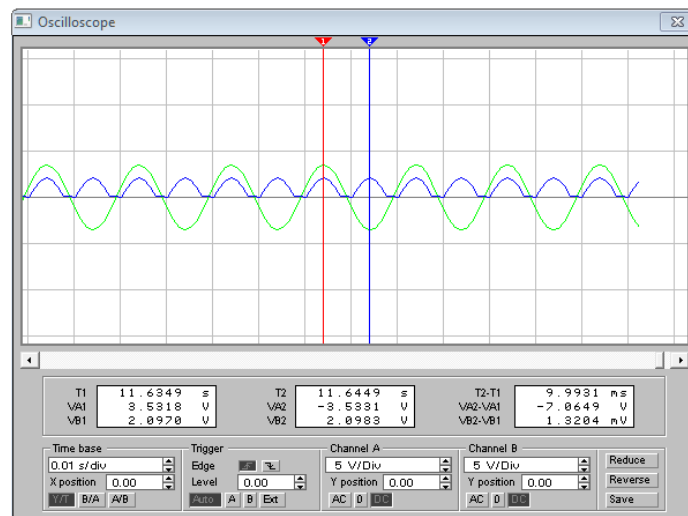 Oscilloscope
1 2
T1 11.6349 s T2 11.6449 s T2-T1 9.9931 ms
VA1 3.5318 V VA2 -3.5331 V VA2-VA1 -7.0649 V
VB1 2.0970 V VB2 2.0983 V VB2-VB1 1.3204 mV
Time base Trigger Channel A Channel B
0.01 s/div Edge 5 V/Div 5 V/Div Reduce
X position 0.00 Level 0.00 Y position 0.00 Y position 0.00 Reverse
Y/T B/A A/B Auto A B Ext AC 0 DC AC 0 DC Save